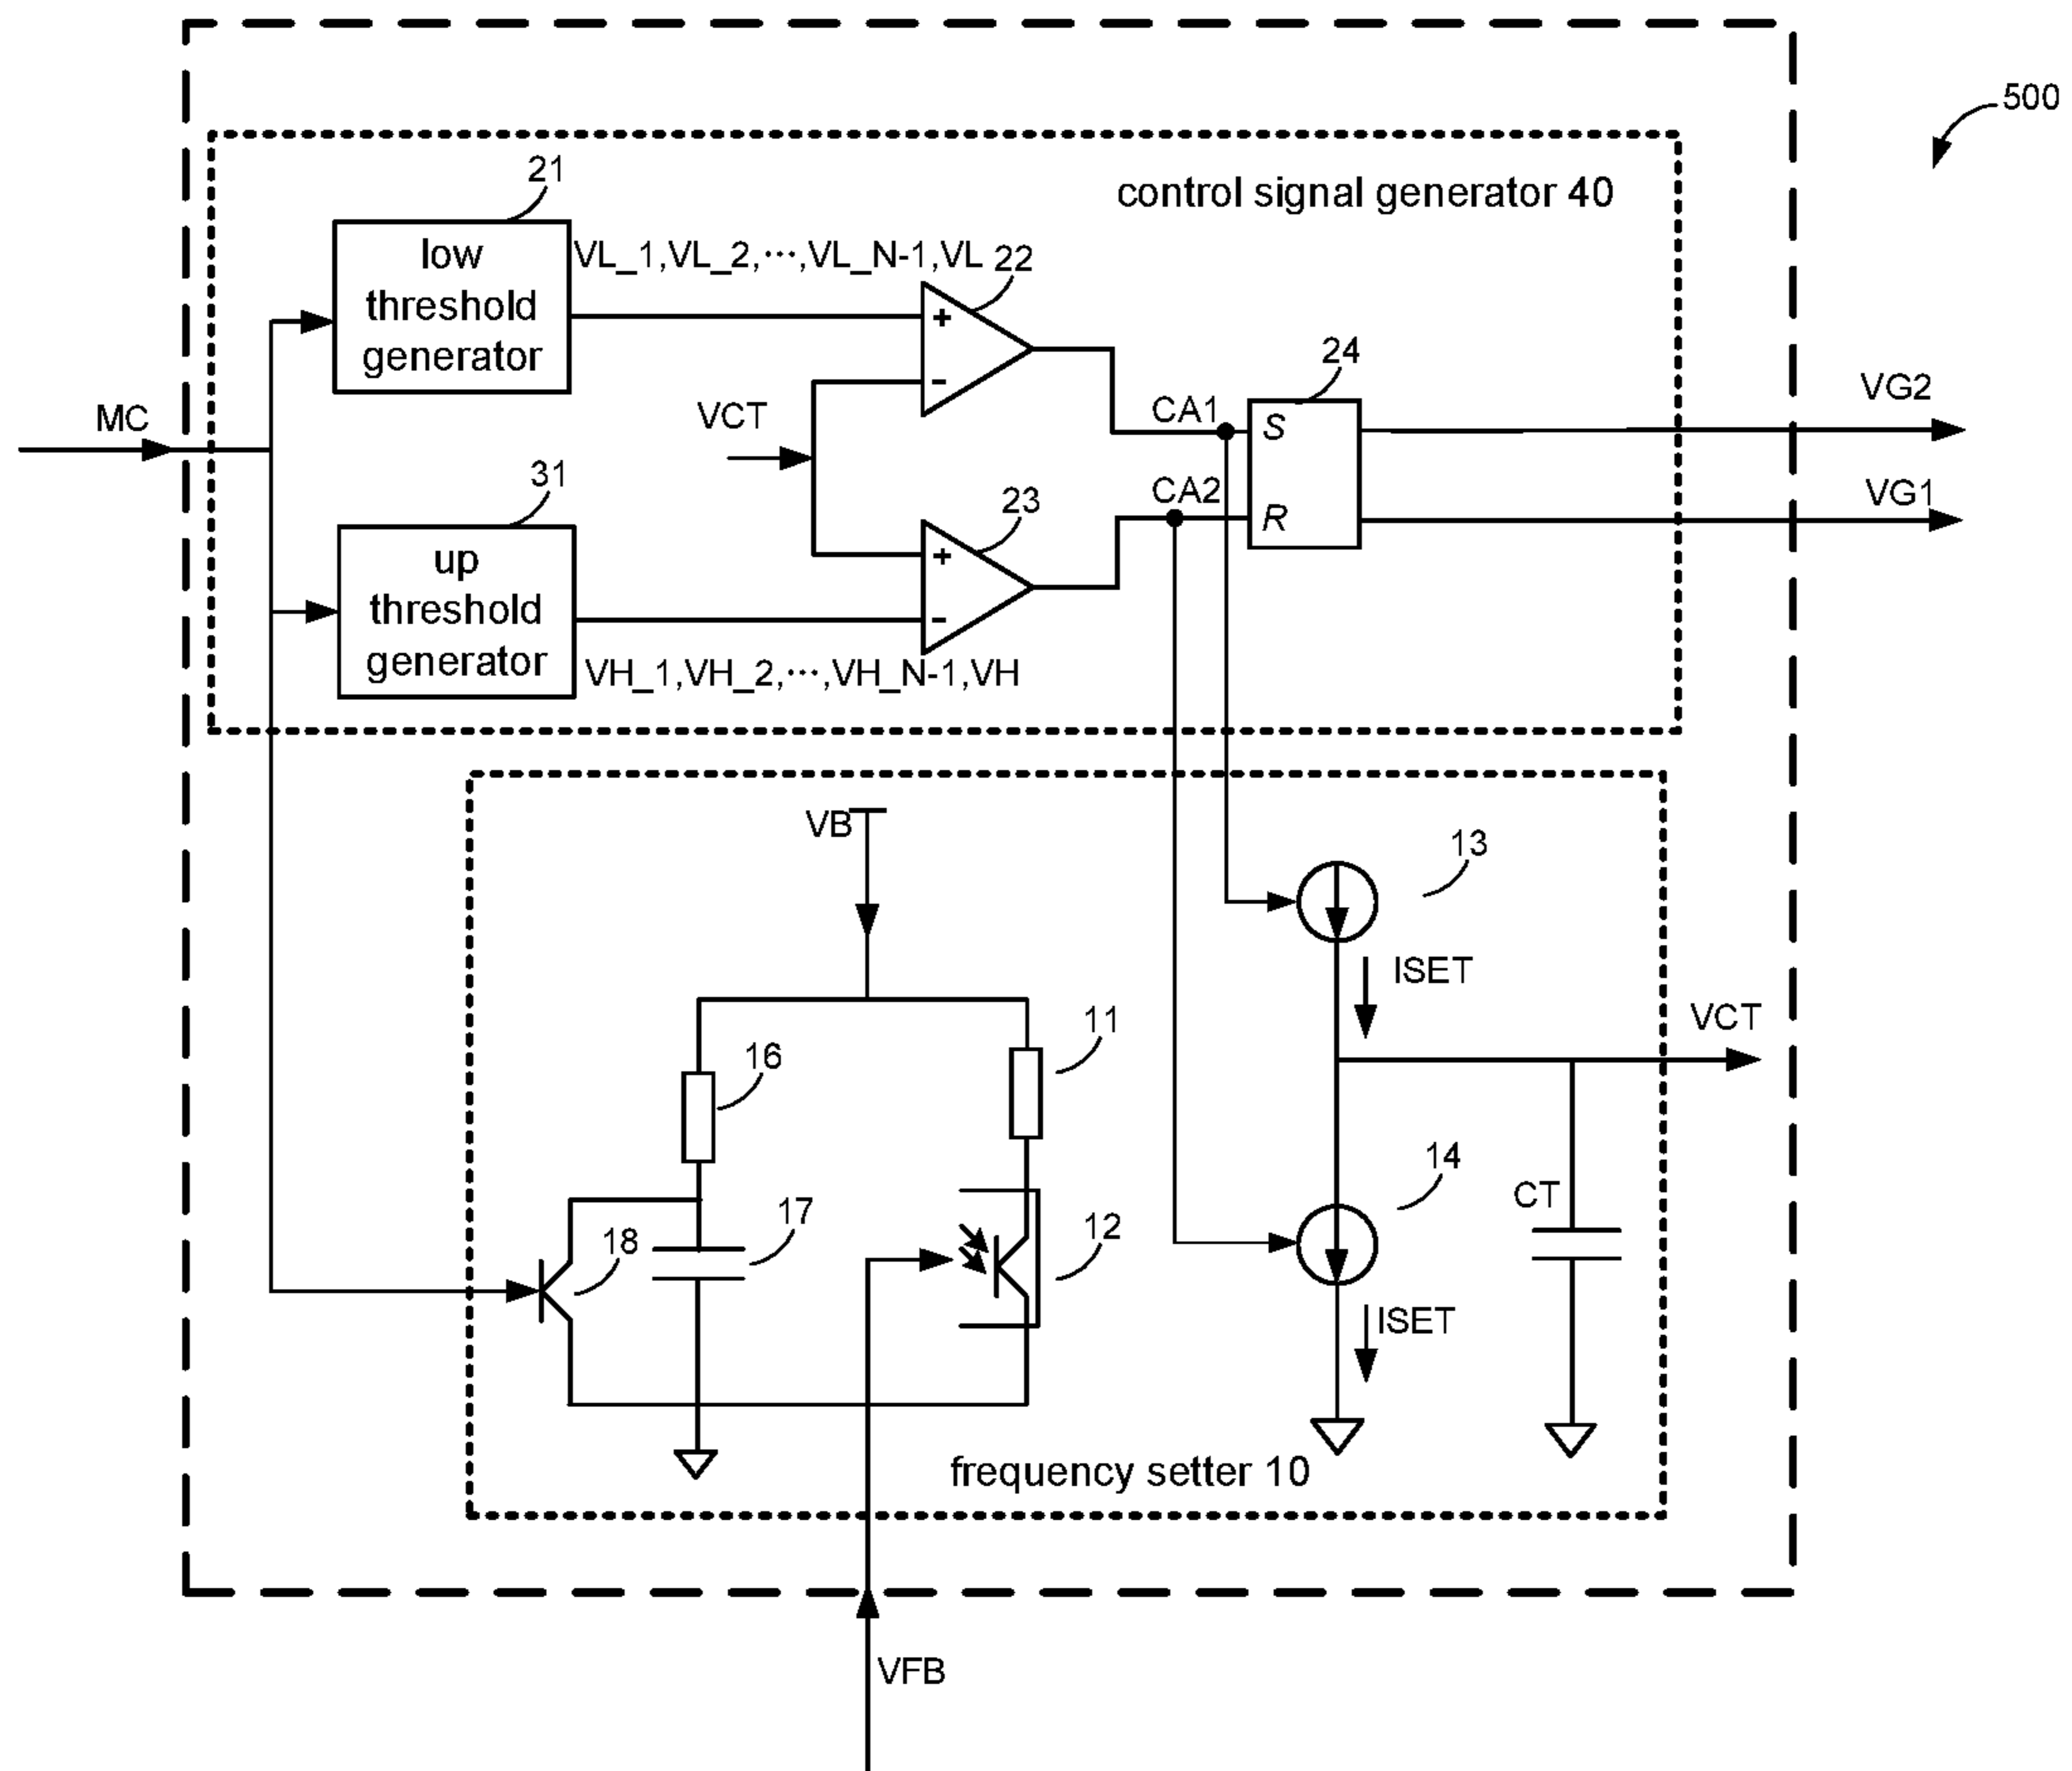 500
control signal generator 40
21
low
threshold
generator
VL_1,VL_2,···,VL_N-1,VL
22
+
-
24
VG2
MC
VCT
CA1
S
31
up
threshold
generator
23
CA2
R
VG1
+
-
VH_1,VH_2,···,VH_N-1,VH
VB
13
ISET
11
VCT
16
14
CT
17
12
18
ISET
frequency setter 10
VFB